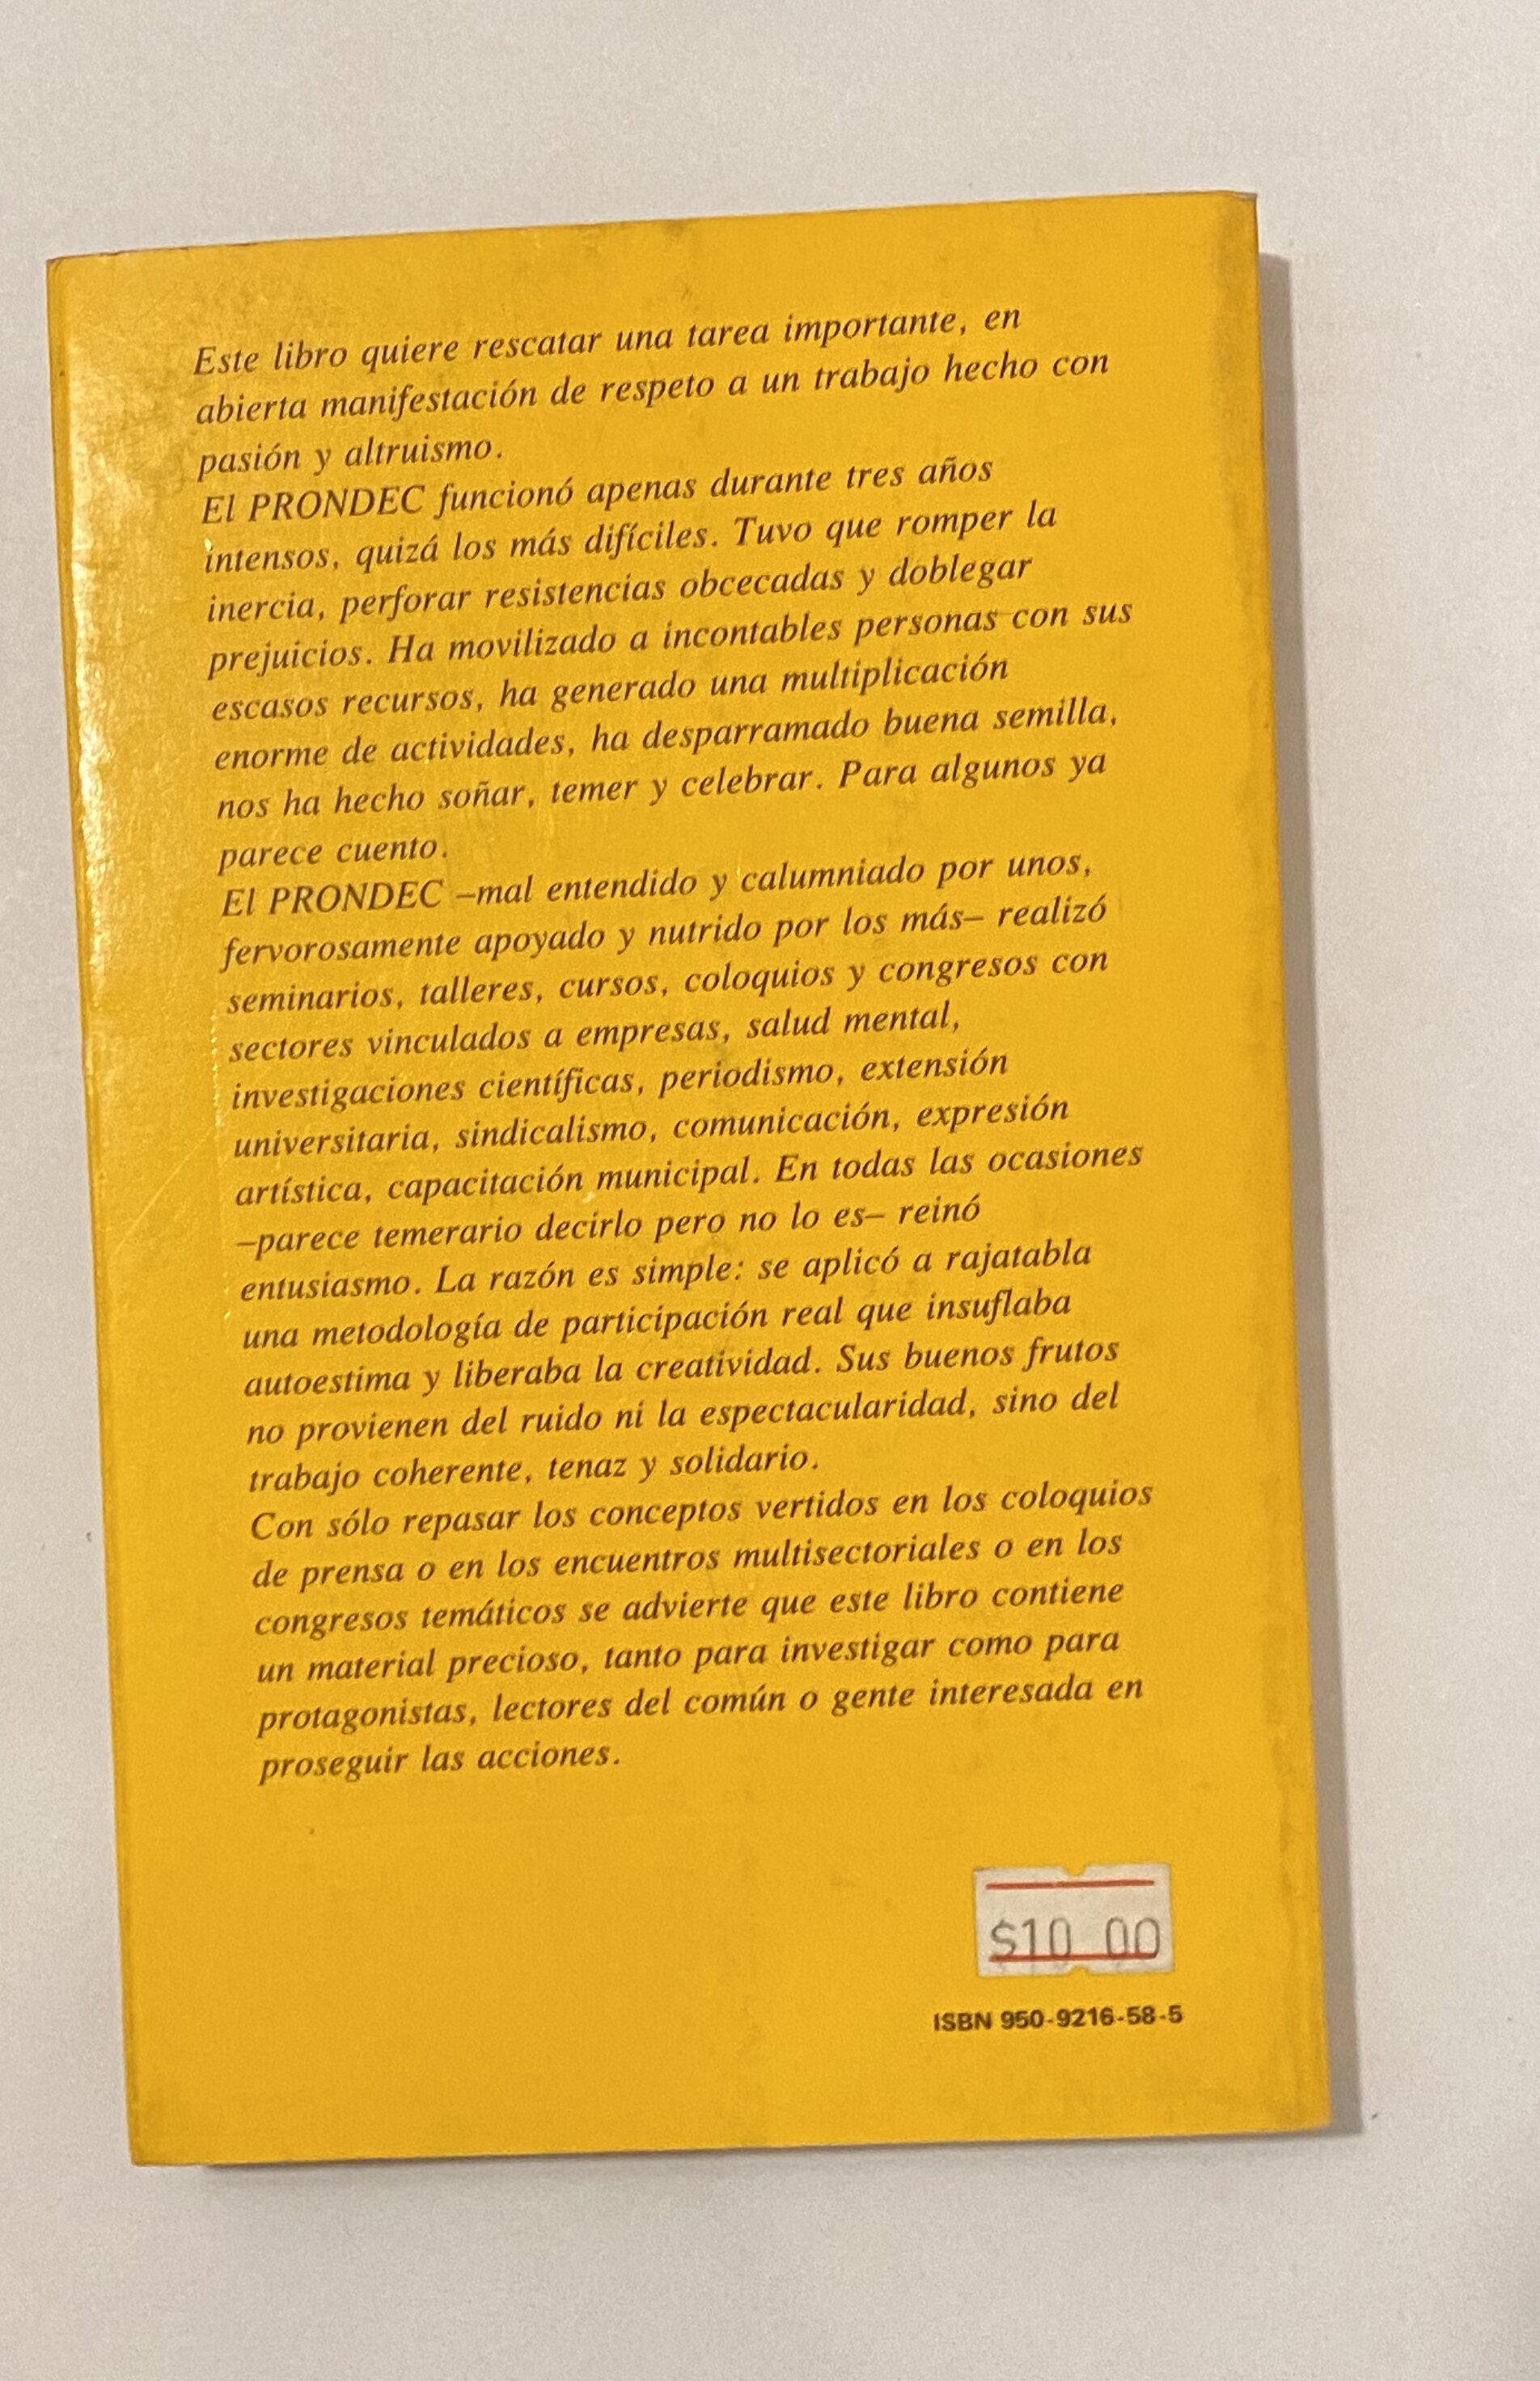 Este libro quiere rescatar una tarea importante, en
abierta manifestación de respeto a un trabajo hecho con
pasión y altruismo.
El PRONDEC funcionó apenas durante tres años
intensos, quizá los más difíciles. Tuvo que romper la
inercia, perforar resistencias obcecadas y doblegar
prejuicios. Ha movilizado a incontables personas con sus
escasos recursos, ha generado una multiplicación
enorme de actividades, ha desparramado buena semilla,
nos ha hecho soñar, temer y celebrar. Para algunos ya
parece cuento.
El PRONDEC –mal entendido y calumniado por unos,
fervorosamente apoyado y nutrido por los más– realizó
seminarios, talleres, cursos, coloquios y congresos con
sectores vinculados a empresas, salud mental,
investigaciones científicas, periodismo, extensión
universitaria, sindicalismo, comunicación, expresión
artística, capacitación municipal. En todas las ocasiones
–parece temerario decirlo pero no lo es– reinó
entusiasmo. La razón es simple: se aplicó a rajatabla
una metodología de participación real que insuflaba
autoestima y liberaba la creatividad. Sus buenos frutos
no provienen del ruido ni la espectacularidad, sino del
trabajo coherente, tenaz y solidario.
Con sólo repasar los conceptos vertidos en los coloquios
de prensa o en los encuentros multisectoriales o en los
congresos temáticos se advierte que este libro contiene
un material precioso, tanto para investigar como para
protagonistas, lectores del común o gente interesada en
proseguir las acciones.
$10 00
ISBN 950-9216-58-5